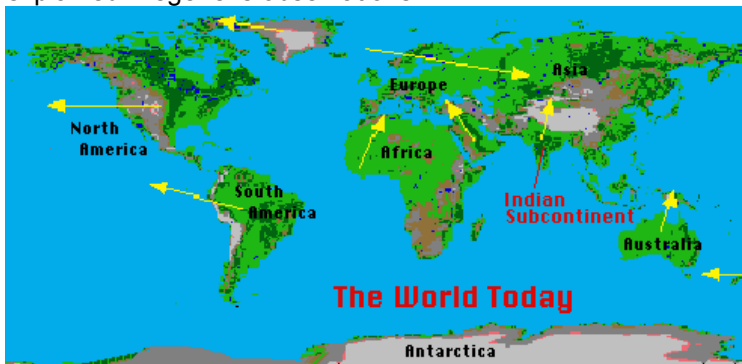 Asia
Europe
North
America
Africa
South
America
Indian
Subcontinent
Australia
The World Today
Antarctica